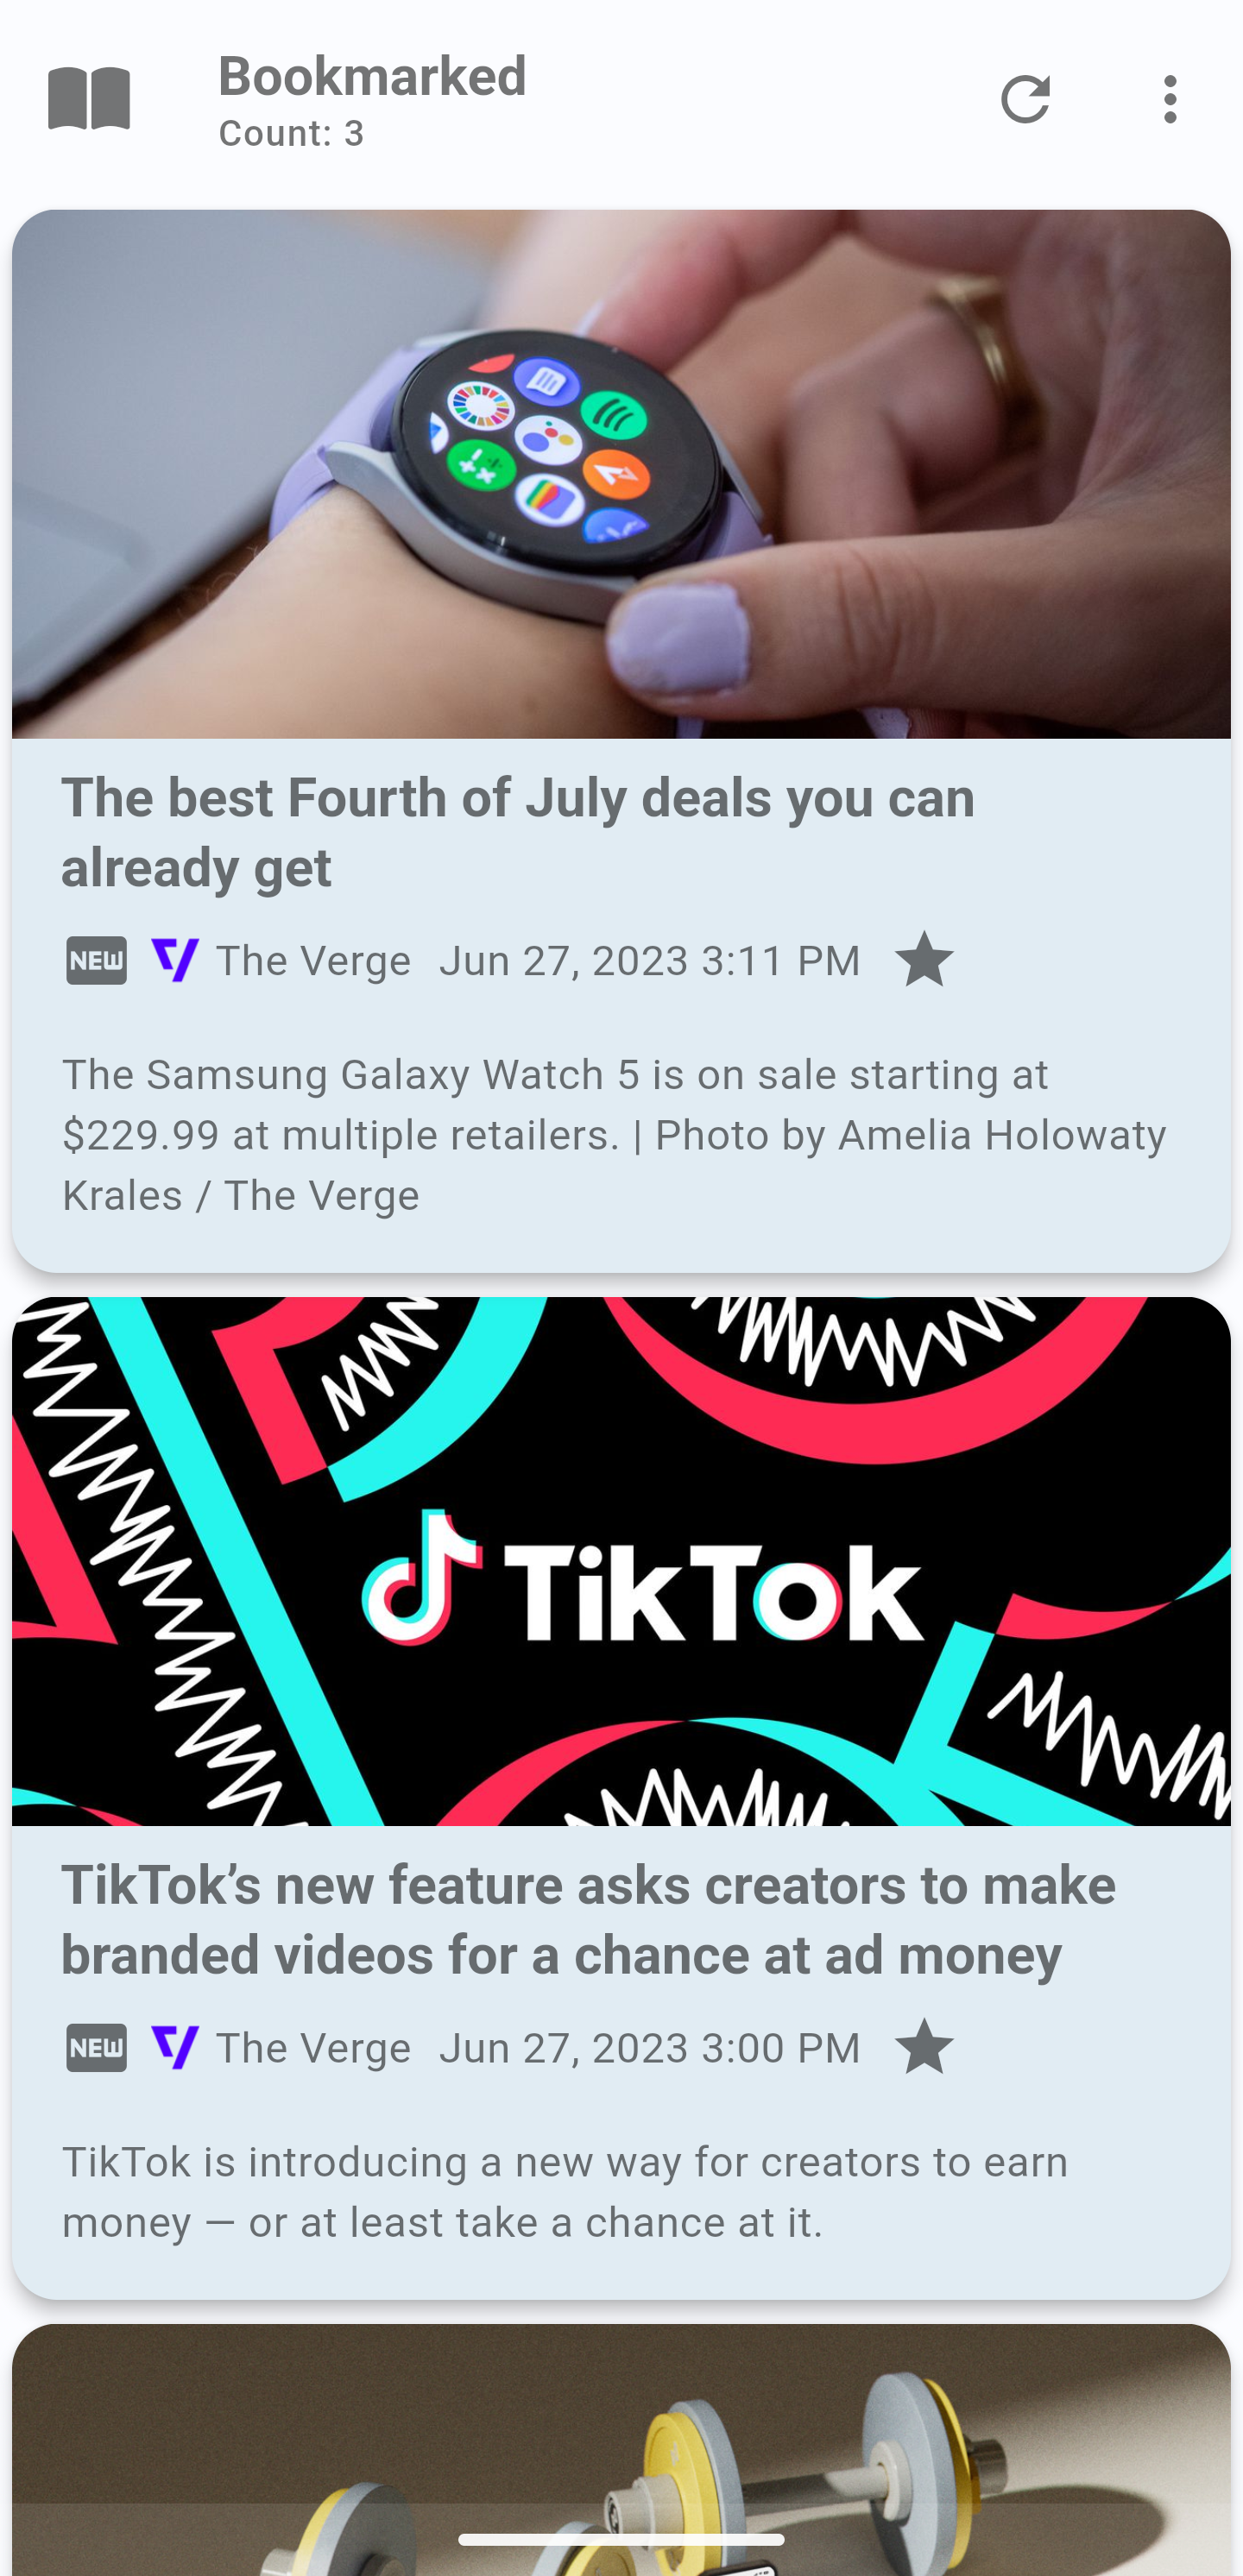 Bookmarked
Count: 3
The best Fourth of July deals you can
already get
NEW The Verge Jun 27, 2023 3:11 PM
The Samsung Galaxy Watch 5 is on sale starting at
$229.99 at multiple retailers. | Photo by Amelia Holowaty
Krales / The Verge
TikTok
TikTok’s new feature asks creators to make
branded videos for a chance at ad money
NEW The Verge Jun 27, 2023 3:00 PM
TikTok is introducing a new way for creators to earn
money — or at least take a chance at it.